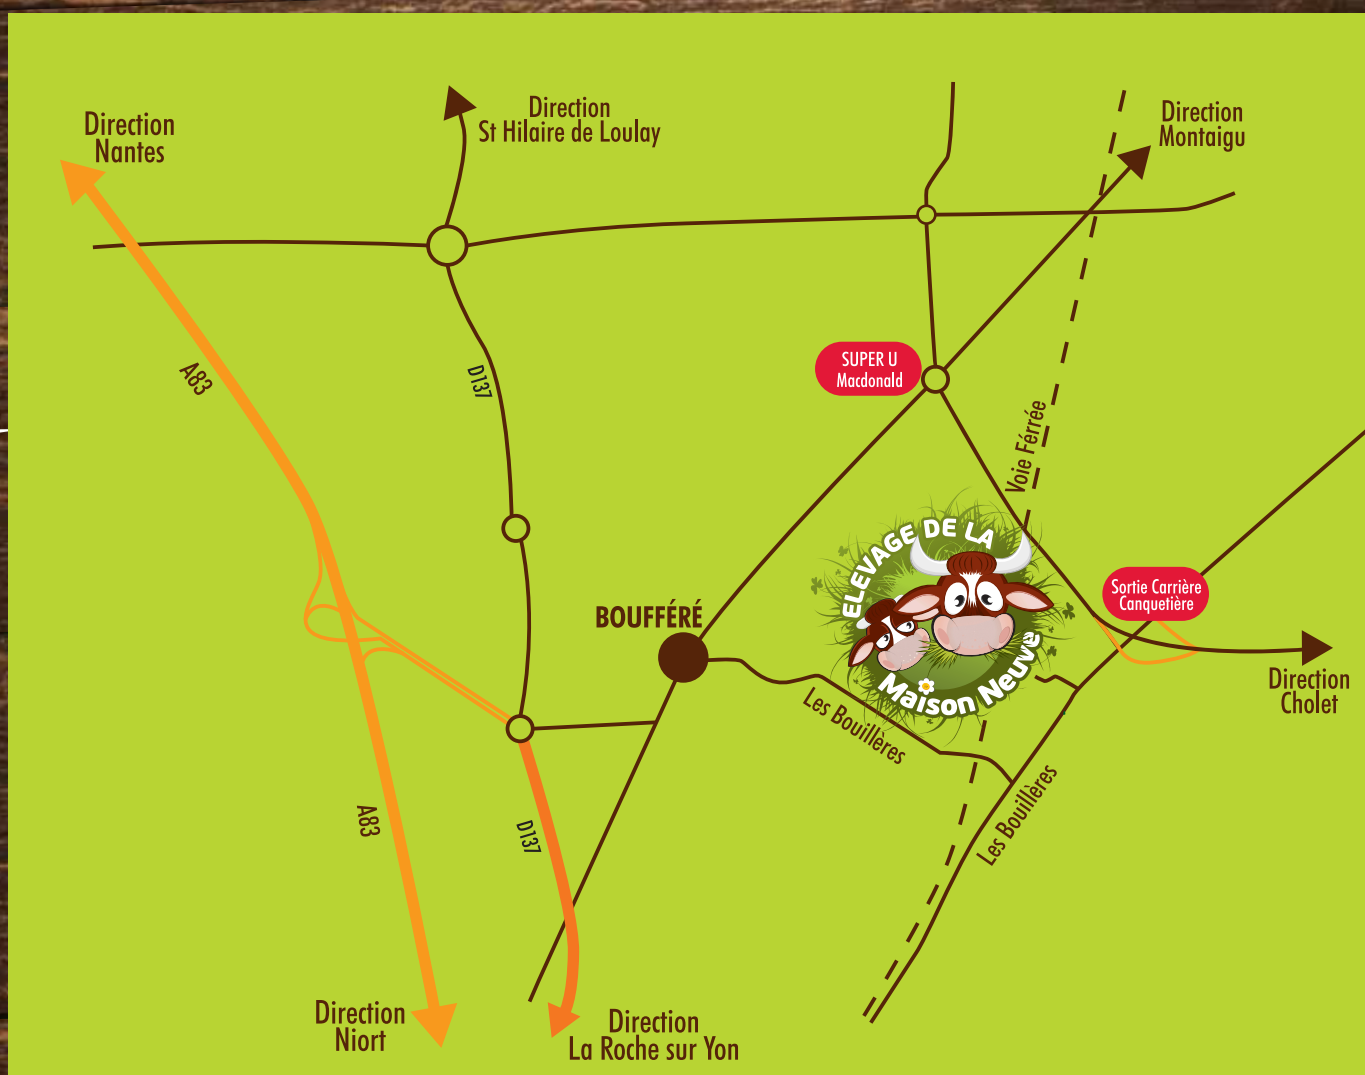 Direction
Nantes
Direction
St Hilaire de Loulay
Direction
Montaigu
A83
D137
SUPER U
Macdonald
Voie Férrée
ELEVAGE DE LA
Maison Neuve
Sortie Carrière
Canquetière
BOUFFÉRÉ
Direction
Cholet
Les Bouillères
Les Bouillères
A83
D137
Direction
Niort
Direction
La Roche sur Yon